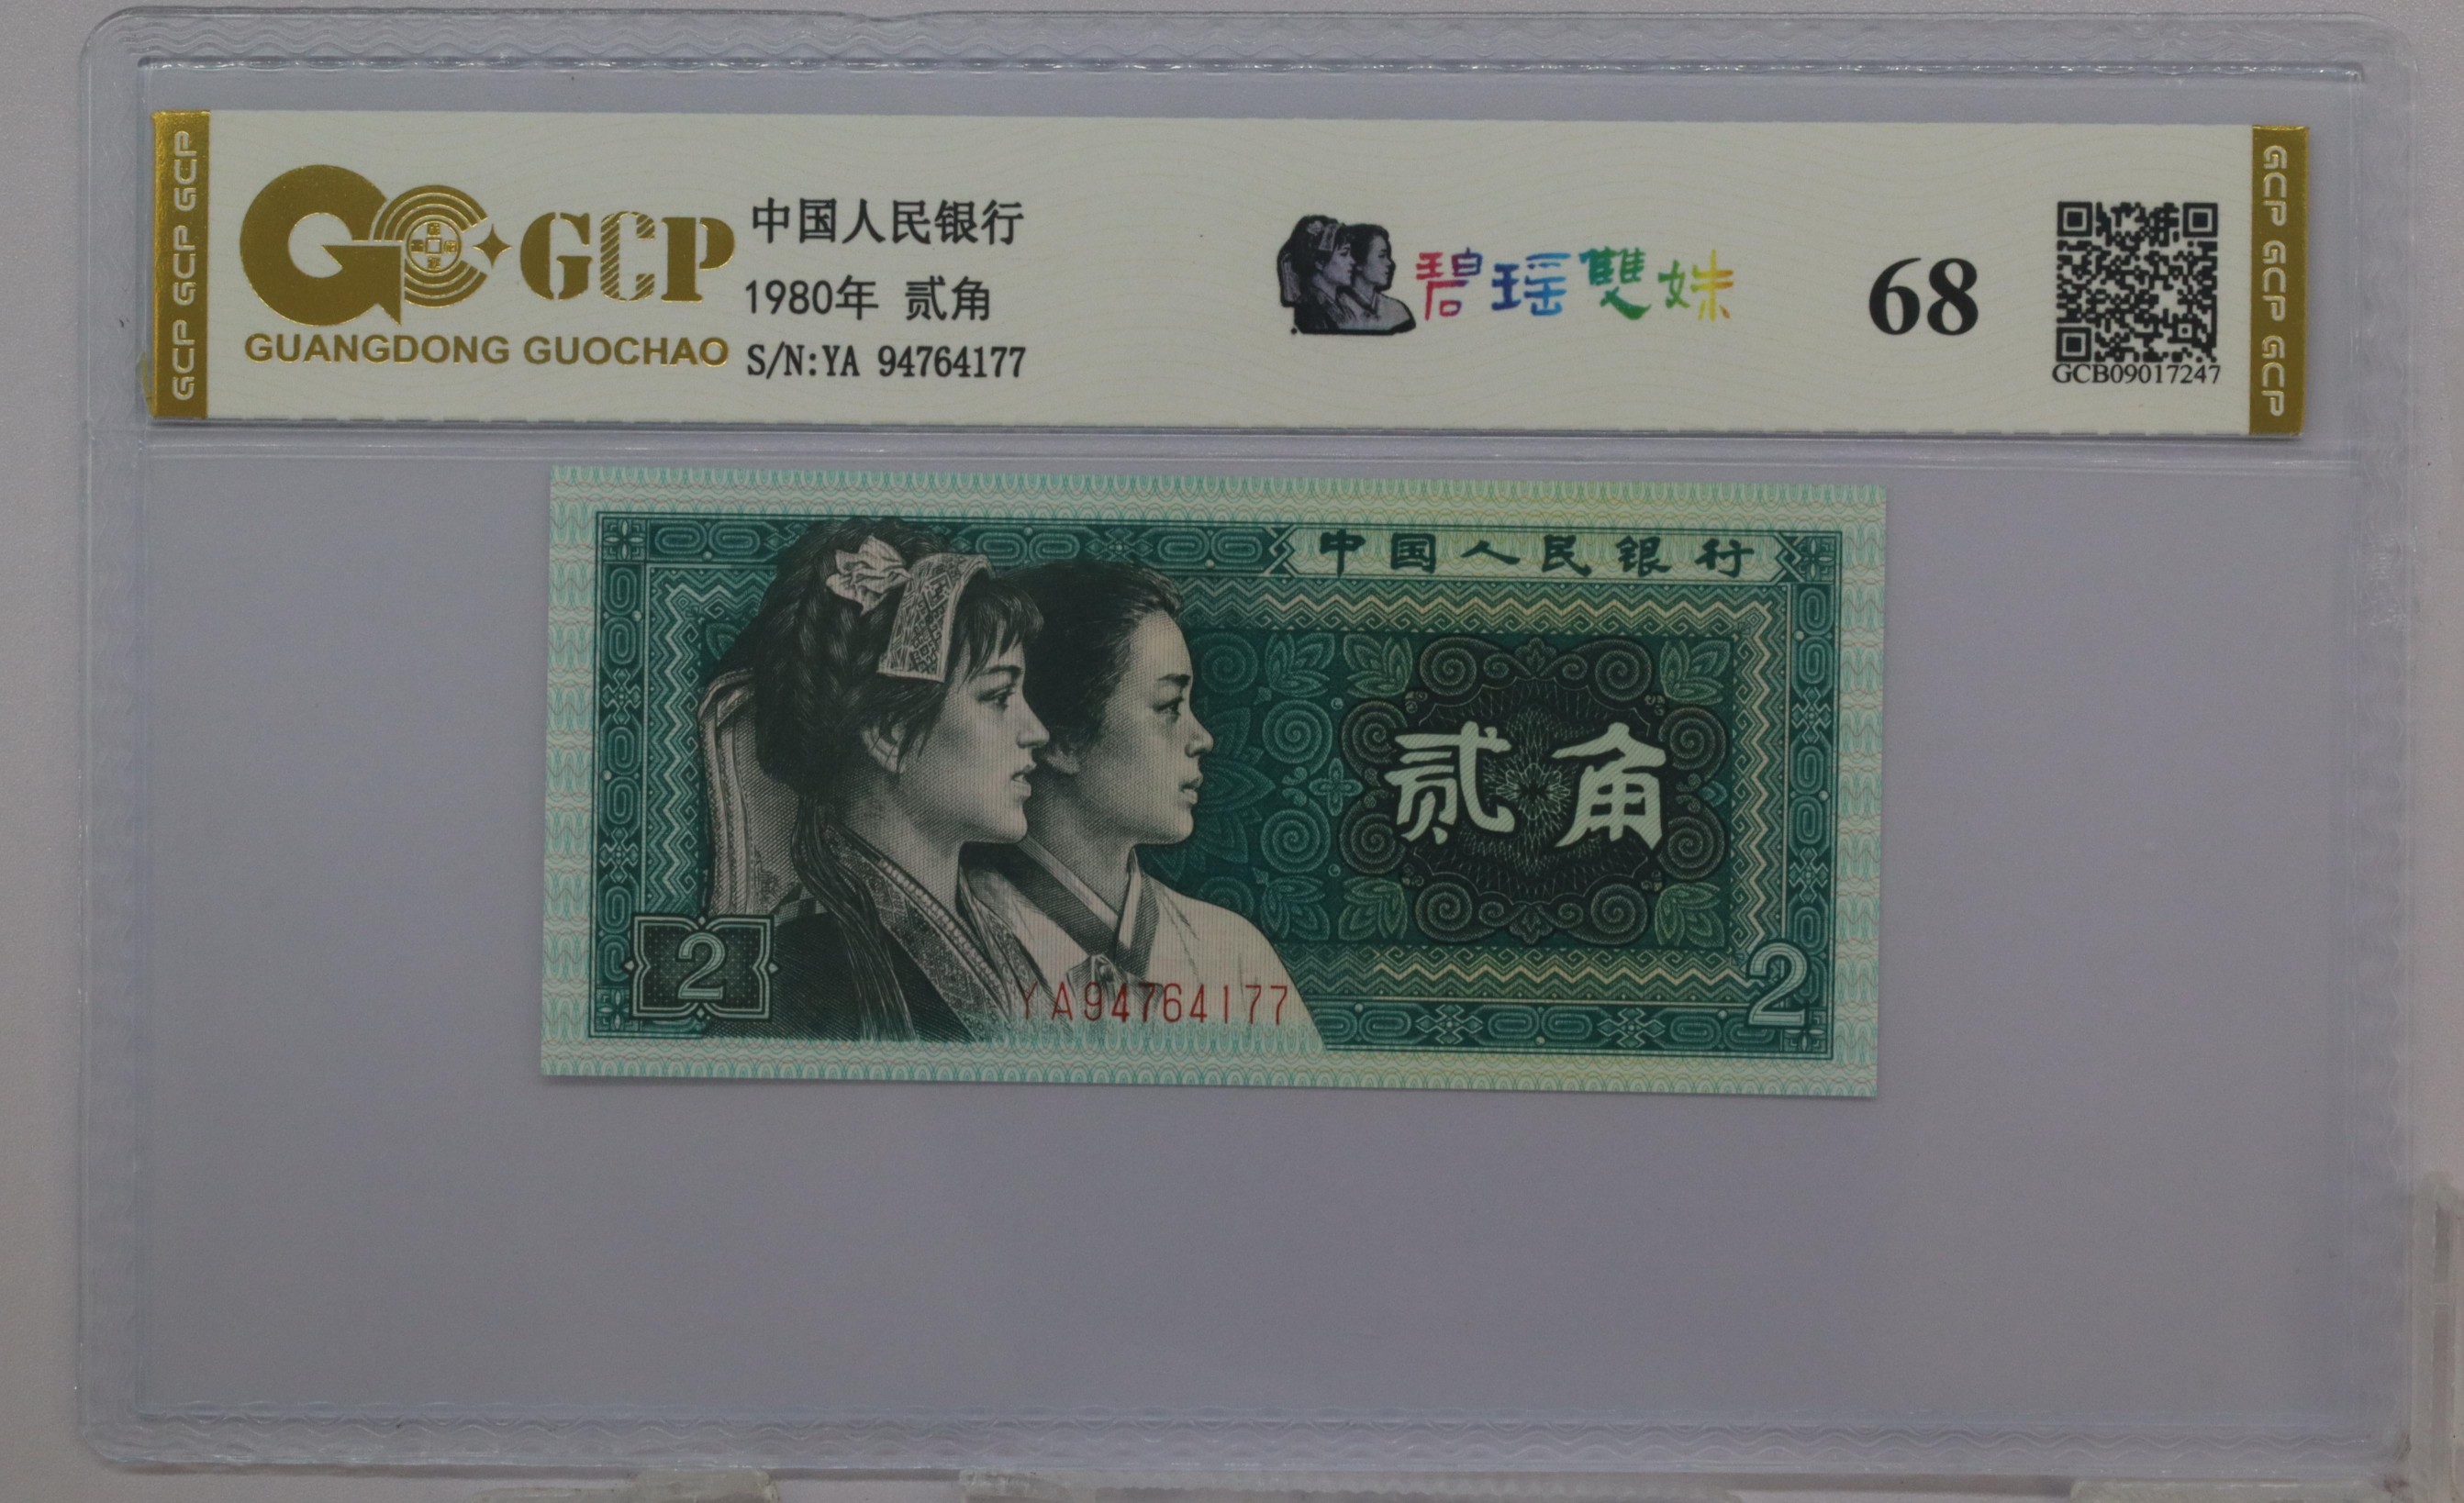 GCP GCP GCP
GCP
GUANGDONG GUOCHAO
中国人民银行
1980年 贰角
S/N:YA 94764177
碧瑶雙姝
68
GCB09017247
GCP GCP GCP
中国人民银行
贰角
2
YA94764177
2